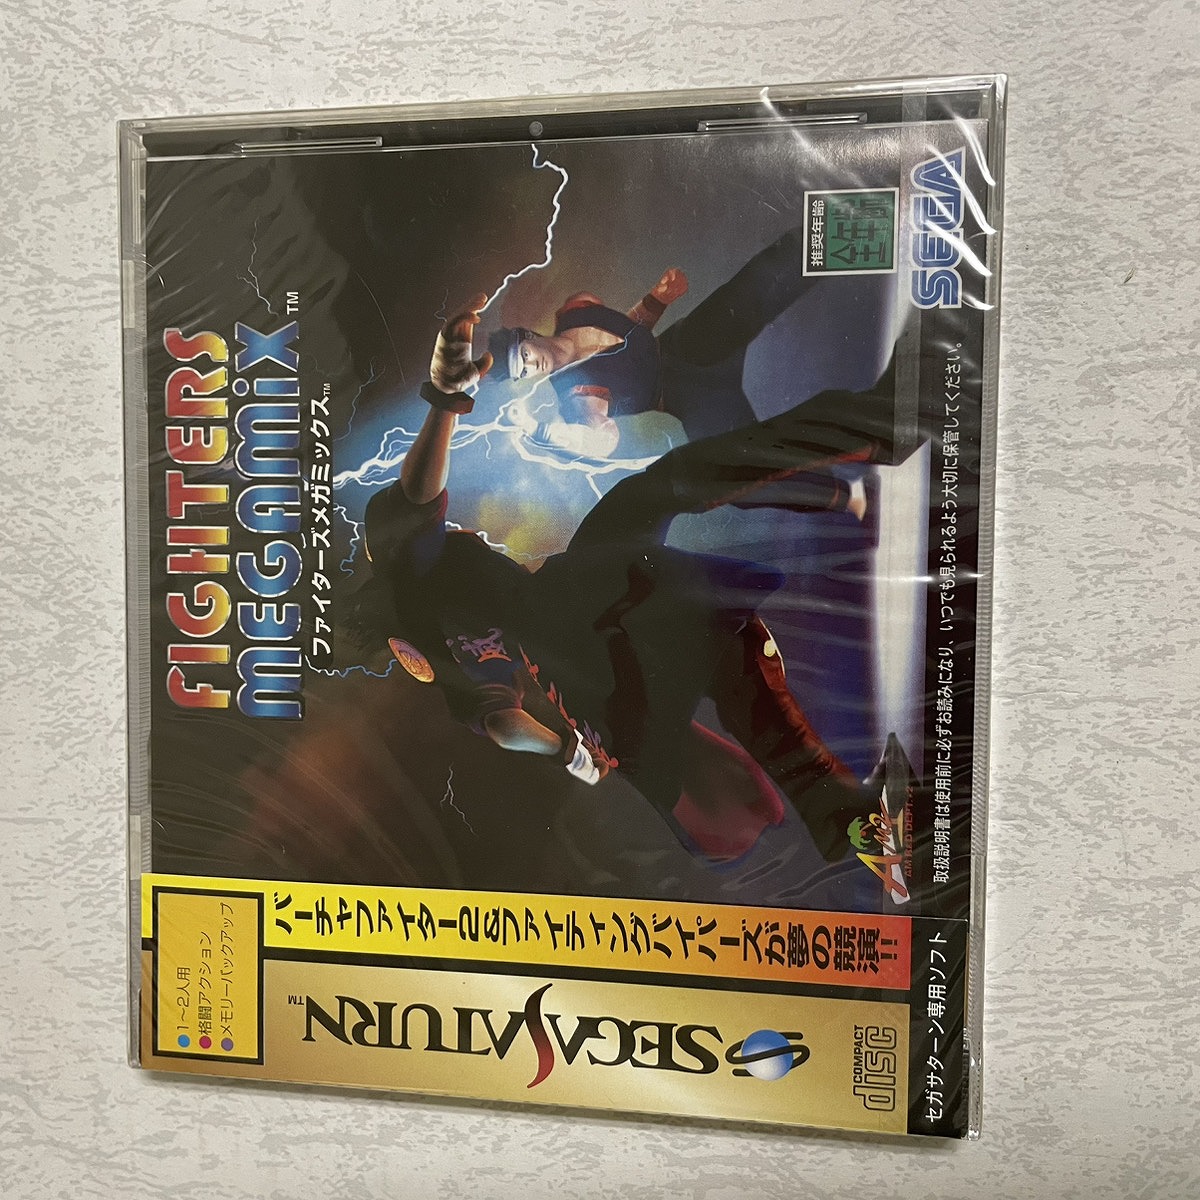 FIGHTERS
MEGAMiX™
ファイターズメガミックス™
推奨年齢
全年齢
SEGA
AM2
AM R&D DEPT. #2
取扱説明書は使用前に必ずお読みになり、いつでも見られるよう大切に保管してください。
バーチャファイター2&ファイティングバイパーズが夢の競演!!
●1〜2人用
●格闘アクション
●メモリーバックアップ
SEGA SATURN™
COMPACT
disc
セガサターン専用ソフト